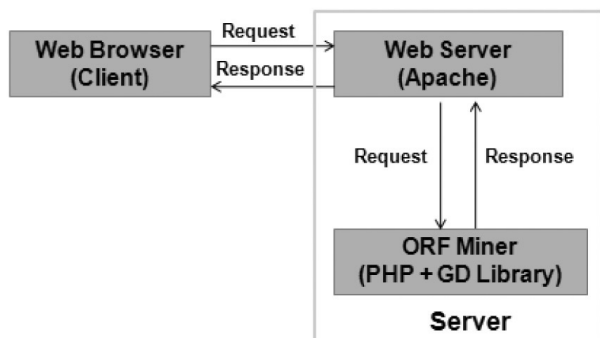 Web Browser
(Client)
Request
Response
Web Server
(Apache)
Request
Response
ORF Miner
(PHP + GD Library)
Server